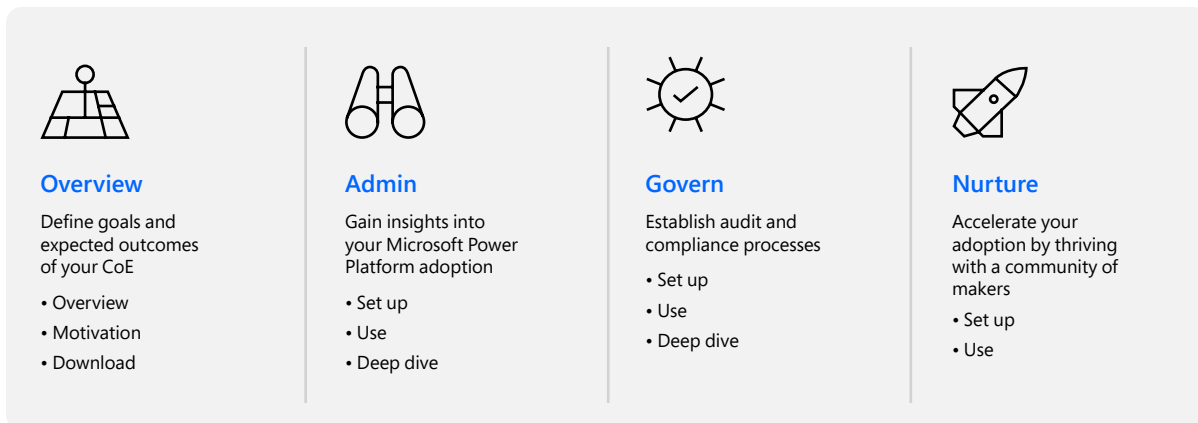 Overview
Define goals and
expected outcomes
of your CoE
• Overview
• Motivation
• Download
Admin
Gain insights into
your Microsoft Power
Platform adoption
• Set up
• Use
• Deep dive
Govern
Establish audit and
compliance processes
• Set up
• Use
• Deep dive
Nurture
Accelerate your
adoption by thriving
with a community of
makers
• Set up
• Use